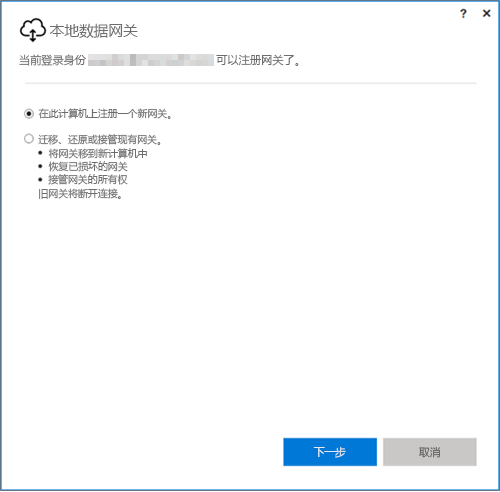 ? ×
本地数据网关
当前登录身份 可以注册网关了。
在此计算机上注册一个新网关。
迁移、还原或接管现有网关。
• 将网关移到新计算机中
• 恢复已损坏的网关
• 接管网关的所有权
旧网关将断开连接。
下一步 取消